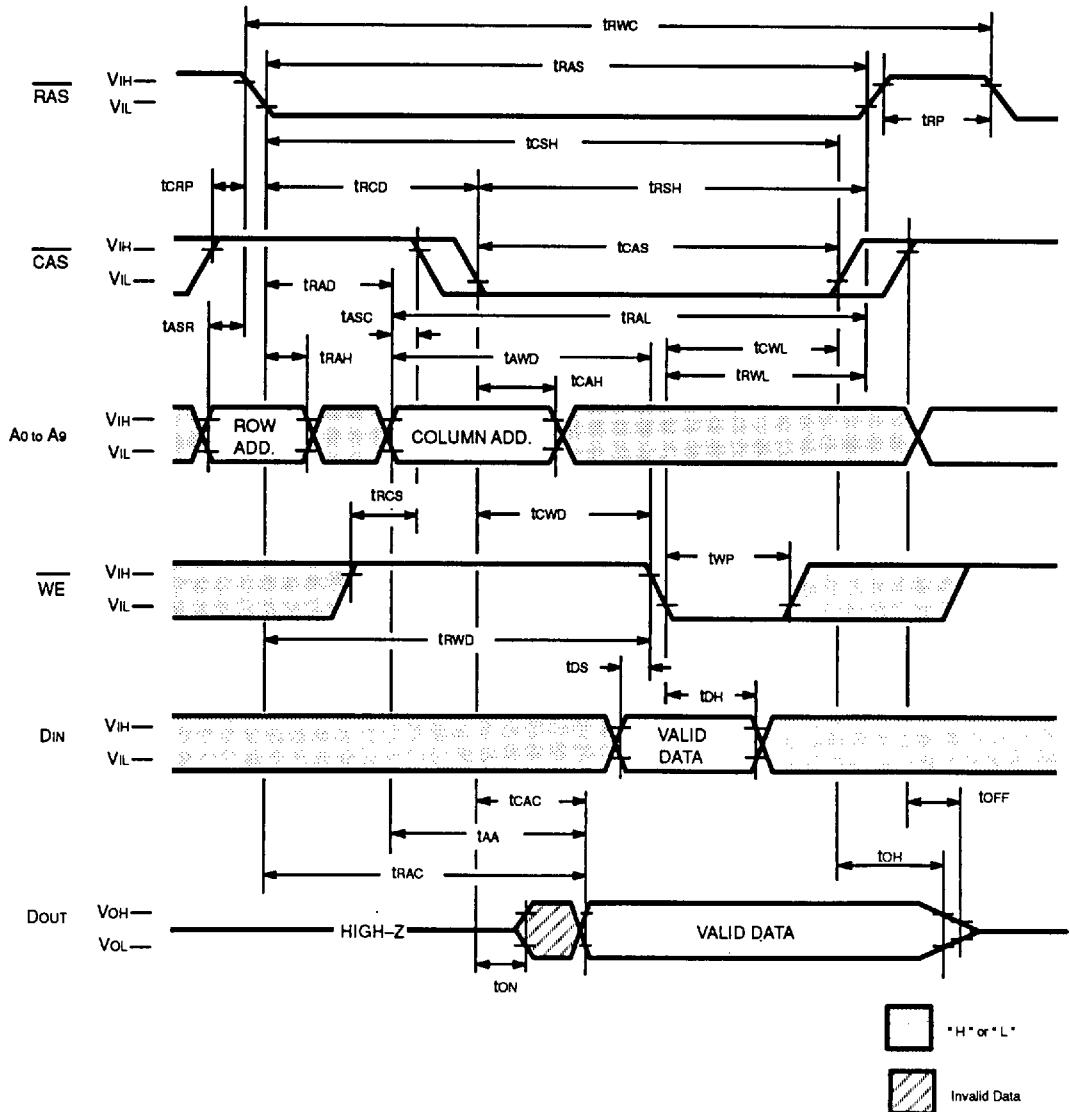 tRWC
tRAS
RAS
VIH
VIL
tRP
tCSH
tCRP
tRCD
tRSH
CAS
VIH
VIL
tCAS
tRAD
tASR
tASC
tRAL
tRAH
tAWD
tCWL
tCAH
tRWL
A0 to A9
VIH
VIL
ROW
ADD.
COLUMN ADD.
tRCS
tCWD
tWP
WE
VIH
VIL
tRWD
tDS
tDH
DIN
VIH
VIL
VALID
DATA
tCAC
tOFF
tAA
tOH
tRAC
DOUT
VOH
VOL
HIGH–Z
VALID DATA
tON
"H" or "L"
Invalid Data